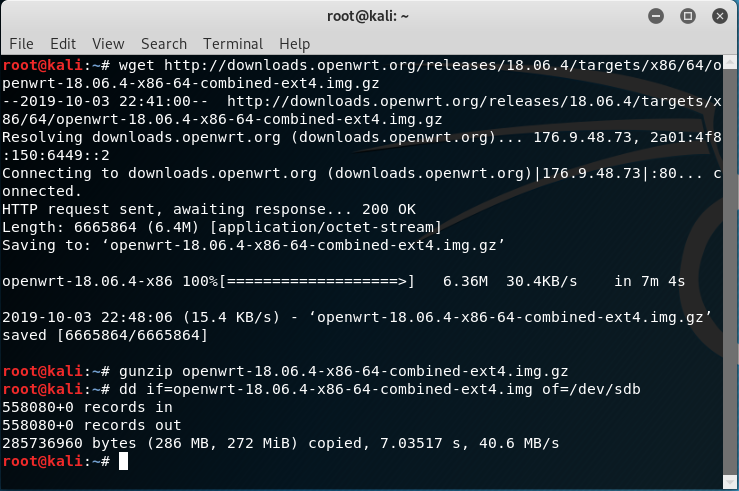 root@kali: ~
File Edit View Search Terminal Help
root@kali:~# wget http://downloads.openwrt.org/releases/18.06.4/targets/x86/64/o
penwrt-18.06.4-x86-64-combined-ext4.img.gz
--2019-10-03 22:41:00--  http://downloads.openwrt.org/releases/18.06.4/targets/x
86/64/openwrt-18.06.4-x86-64-combined-ext4.img.gz
Resolving downloads.openwrt.org (downloads.openwrt.org)... 176.9.48.73, 2a01:4f8
:150:6449::2
Connecting to downloads.openwrt.org (downloads.openwrt.org)|176.9.48.73|:80... c
onnected.
HTTP request sent, awaiting response... 200 OK
Length: 6665864 (6.4M) [application/octet-stream]
Saving to: ‘openwrt-18.06.4-x86-64-combined-ext4.img.gz’
openwrt-18.06.4-x86 100%[===================>]   6.36M  30.4KB/s    in 7m 4s
2019-10-03 22:48:06 (15.4 KB/s) - ‘openwrt-18.06.4-x86-64-combined-ext4.img.gz’
saved [6665864/6665864]
root@kali:~# gunzip openwrt-18.06.4-x86-64-combined-ext4.img.gz
root@kali:~# dd if=openwrt-18.06.4-x86-64-combined-ext4.img of=/dev/sdb
558080+0 records in
558080+0 records out
285736960 bytes (286 MB, 272 MiB) copied, 7.03517 s, 40.6 MB/s
root@kali:~#